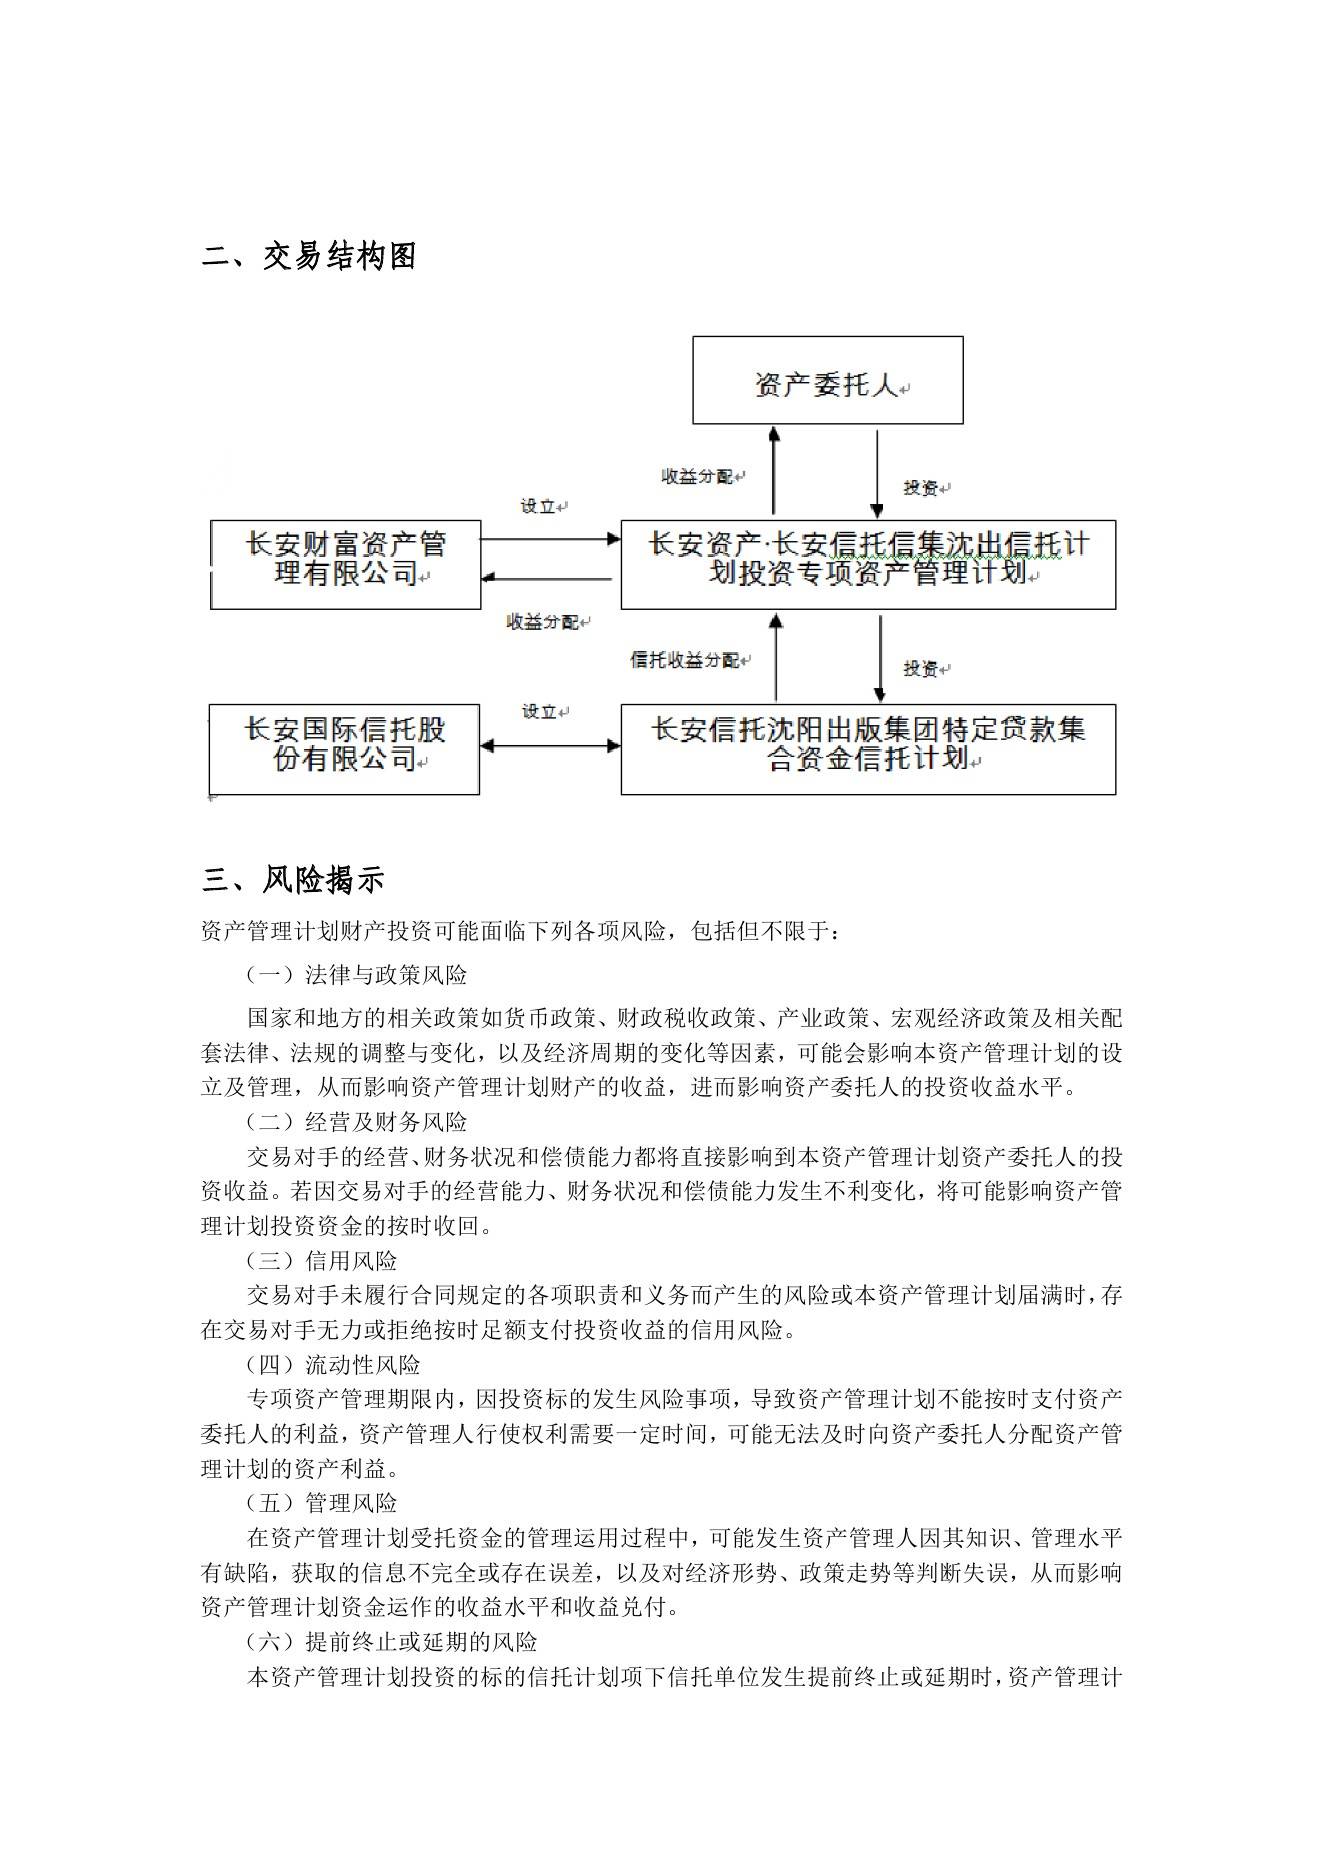 二、交易结构图
资产委托人
收益分配
投资
设立
长安财富资产管
理有限公司
长安资产·长安信托信集沈出信托计
划投资专项资产管理计划
收益分配
信托收益分配
投资
设立
长安国际信托股
份有限公司
长安信托沈阳出版集团特定贷款集
合资金信托计划
三、风险揭示
资产管理计划财产投资可能面临下列各项风险，包括但不限于：
（一）法律与政策风险
国家和地方的相关政策如货币政策、财政税收政策、产业政策、宏观经济政策及相关配
套法律、法规的调整与变化，以及经济周期的变化等因素，可能会影响本资产管理计划的设
立及管理，从而影响资产管理计划财产的收益，进而影响资产委托人的投资收益水平。
（二）经营及财务风险
交易对手的经营、财务状况和偿债能力都将直接影响到本资产管理计划资产委托人的投
资收益。若因交易对手的经营能力、财务状况和偿债能力发生不利变化，将可能影响资产管
理计划投资资金的按时收回。
（三）信用风险
交易对手未履行合同规定的各项职责和义务而产生的风险或本资产管理计划届满时，存
在交易对手无力或拒绝按时足额支付投资收益的信用风险。
（四）流动性风险
专项资产管理期限内，因投资标的发生风险事项，导致资产管理计划不能按时支付资产
委托人的利益，资产管理人行使权利需要一定时间，可能无法及时向资产委托人分配资产管
理计划的资产利益。
（五）管理风险
在资产管理计划受托资金的管理运用过程中，可能发生资产管理人因其知识、管理水平
有缺陷，获取的信息不完全或存在误差，以及对经济形势、政策走势等判断失误，从而影响
资产管理计划资金运作的收益水平和收益兑付。
（六）提前终止或延期的风险
本资产管理计划投资的标的信托计划项下信托单位发生提前终止或延期时，资产管理计